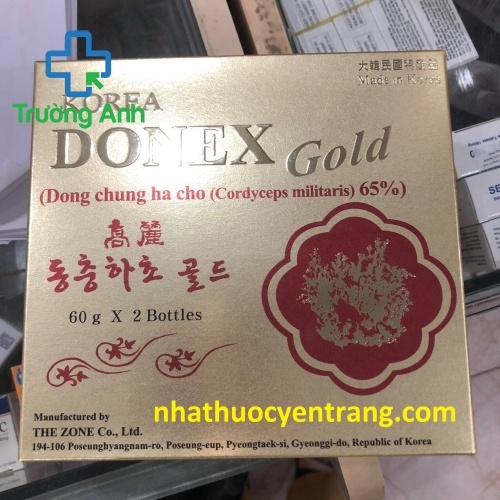 Trường Anh
大韓民國特産品
Made in Korea
KOREA
DONEX Gold
(Dong chung ha cho (Cordyceps militaris) 65%)
高麗
동충하초 골드
60 g X 2 Bottles
nhathuocyentrang.com
Manufactured by
THE ZONE Co., Ltd.
194-106 Poseunghyangnam-ro, Poseung-eup, Pyeongtaek-si, Gyeonggi-do, Republic of Korea